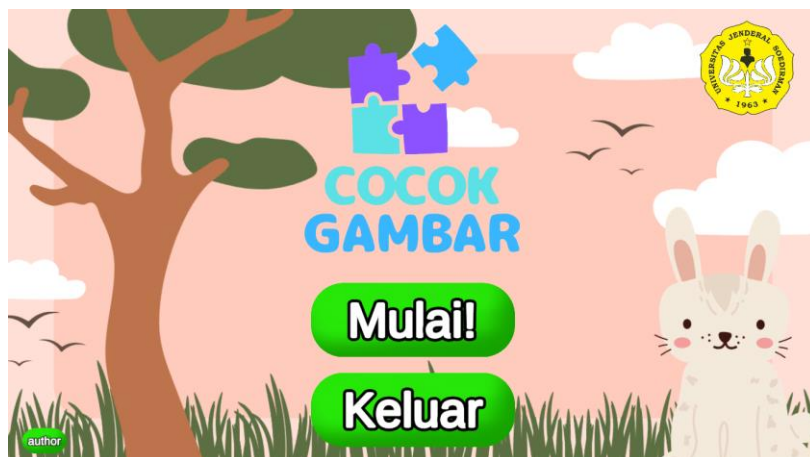 UNIVERSITAS JENDERAL SOEDIRMAN
1963
COCOK
GAMBAR
Mulai!
Keluar
author